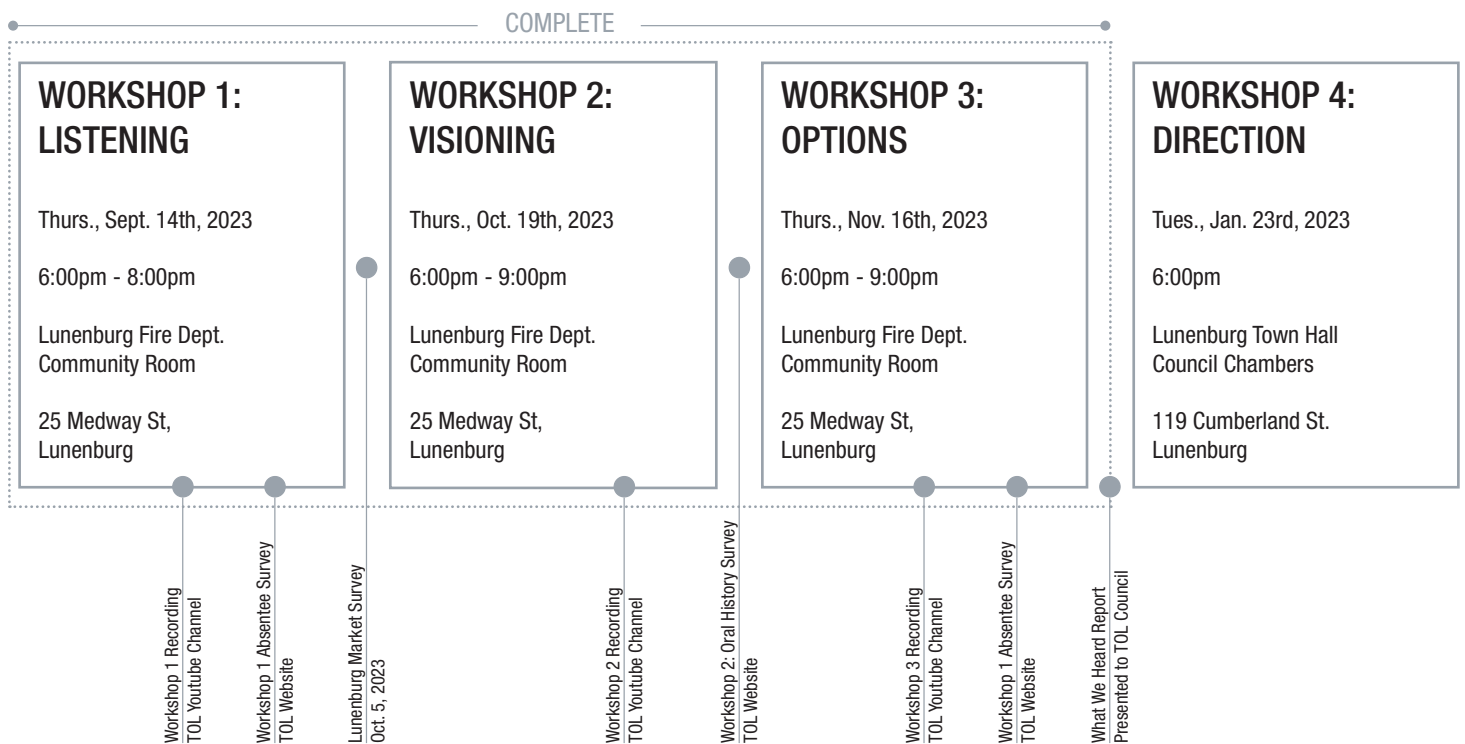 COMPLETE
WORKSHOP 1:
LISTENING
Thurs., Sept. 14th, 2023
6:00pm - 8:00pm
Lunenburg Fire Dept.
Community Room
25 Medway St,
Lunenburg
WORKSHOP 2:
VISIONING
Thurs., Oct. 19th, 2023
6:00pm - 9:00pm
Lunenburg Fire Dept.
Community Room
25 Medway St,
Lunenburg
WORKSHOP 3:
OPTIONS
Thurs., Nov. 16th, 2023
6:00pm - 9:00pm
Lunenburg Fire Dept.
Community Room
25 Medway St,
Lunenburg
WORKSHOP 4:
DIRECTION
Tues., Jan. 23rd, 2023
6:00pm
Lunenburg Town Hall
Council Chambers
119 Cumberland St.
Lunenburg
Workshop 1 Recording
TOL Youtube Channel
Workshop 1 Absentee Survey
TOL Website
Lunenburg Market Survey
Oct. 5, 2023
Workshop 2 Recording
TOL Youtube Channel
Workshop 2: Oral History Survey
TOL Website
Workshop 3 Recording
TOL Youtube Channel
Workshop 1 Absentee Survey
TOL Website
What We Heard Report
Presented to TOL Council